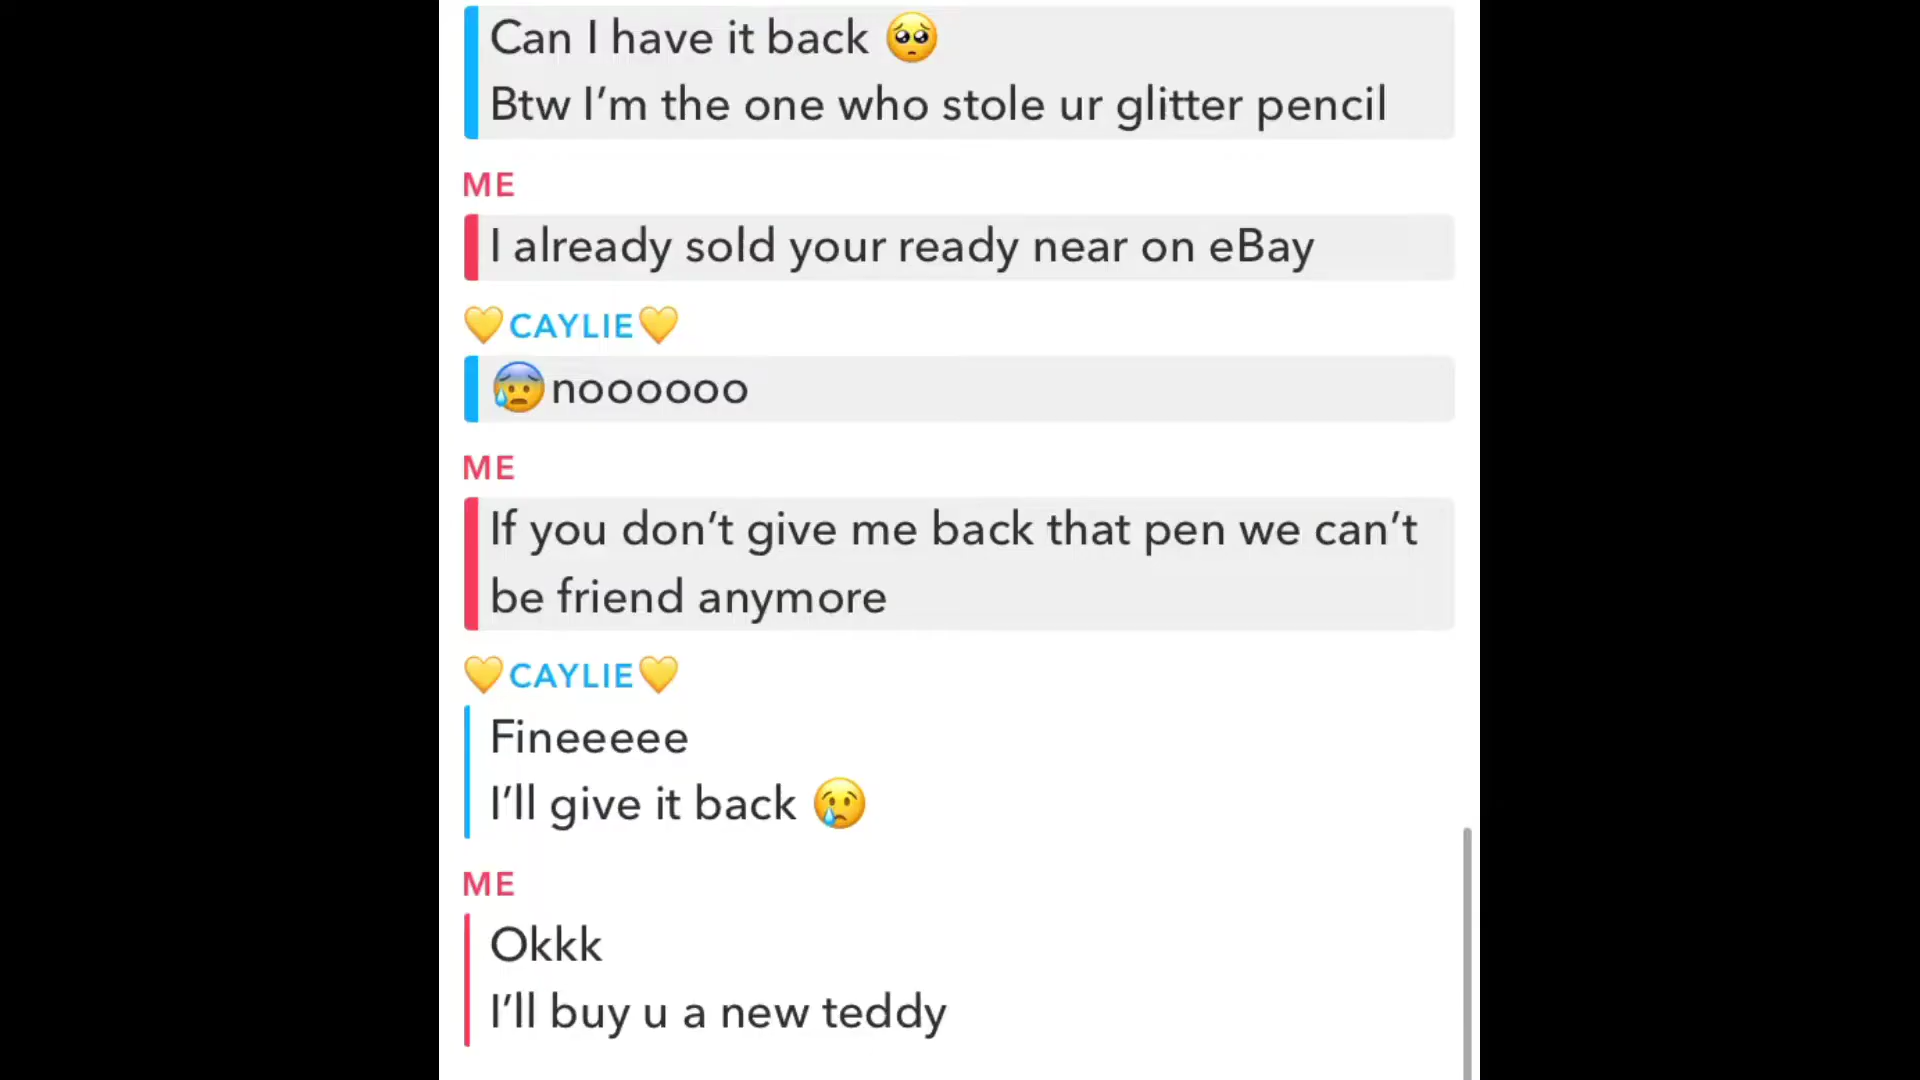 Can I have it back 🥺
Btw I’m the one who stole ur glitter pencil
ME
I already sold your ready near on eBay
💛CAYLIE💛
😰noooooo
ME
If you don’t give me back that pen we can’t
be friend anymore
💛CAYLIE💛
Fineeeee
I’ll give it back 😢
ME
Okkk
I’ll buy u a new teddy